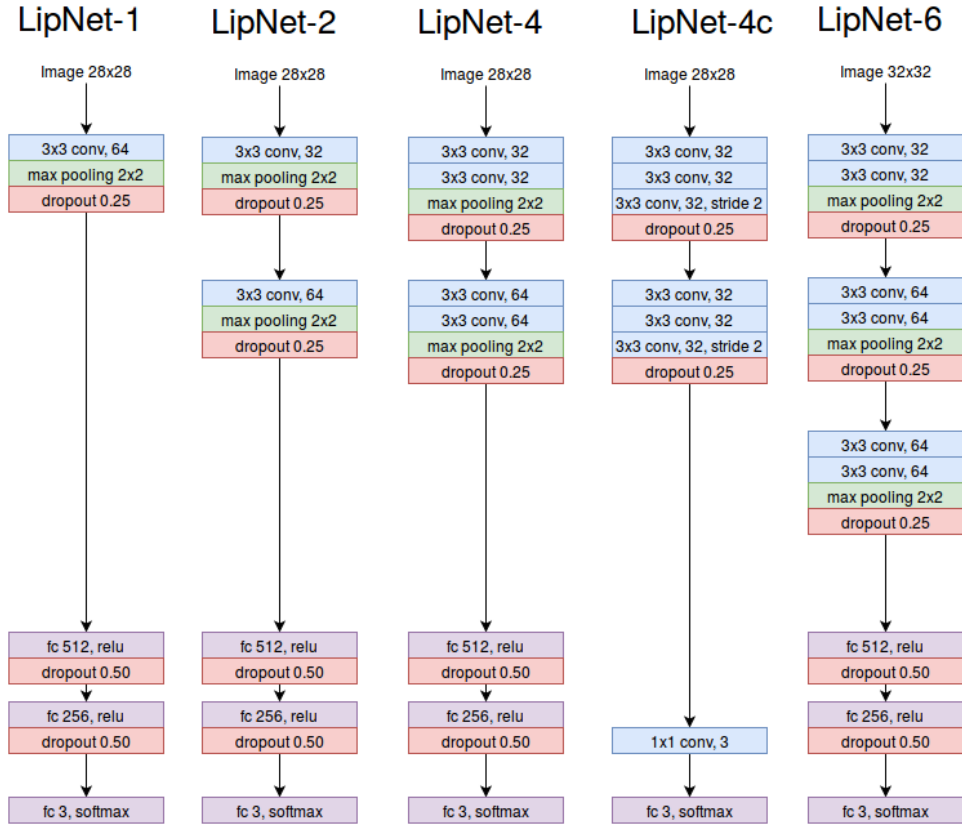 LipNet-1
Image 28x28
3x3 conv, 64
max pooling 2x2
dropout 0.25
fc 512, relu
dropout 0.50
fc 256, relu
dropout 0.50
fc 3, softmax
LipNet-2
Image 28x28
3x3 conv, 32
max pooling 2x2
dropout 0.25
3x3 conv, 64
max pooling 2x2
dropout 0.25
fc 512, relu
dropout 0.50
fc 256, relu
dropout 0.50
fc 3, softmax
LipNet-4
Image 28x28
3x3 conv, 32
3x3 conv, 32
max pooling 2x2
dropout 0.25
3x3 conv, 64
3x3 conv, 64
max pooling 2x2
dropout 0.25
fc 512, relu
dropout 0.50
fc 256, relu
dropout 0.50
fc 3, softmax
LipNet-4c
Image 28x28
3x3 conv, 32
3x3 conv, 32
3x3 conv, 32, stride 2
dropout 0.25
3x3 conv, 32
3x3 conv, 32
3x3 conv, 32, stride 2
dropout 0.25
1x1 conv, 3
fc 3, softmax
LipNet-6
Image 32x32
3x3 conv, 32
3x3 conv, 32
max pooling 2x2
dropout 0.25
3x3 conv, 64
3x3 conv, 64
max pooling 2x2
dropout 0.25
3x3 conv, 64
3x3 conv, 64
max pooling 2x2
dropout 0.25
fc 512, relu
dropout 0.50
fc 256, relu
dropout 0.50
fc 3, softmax